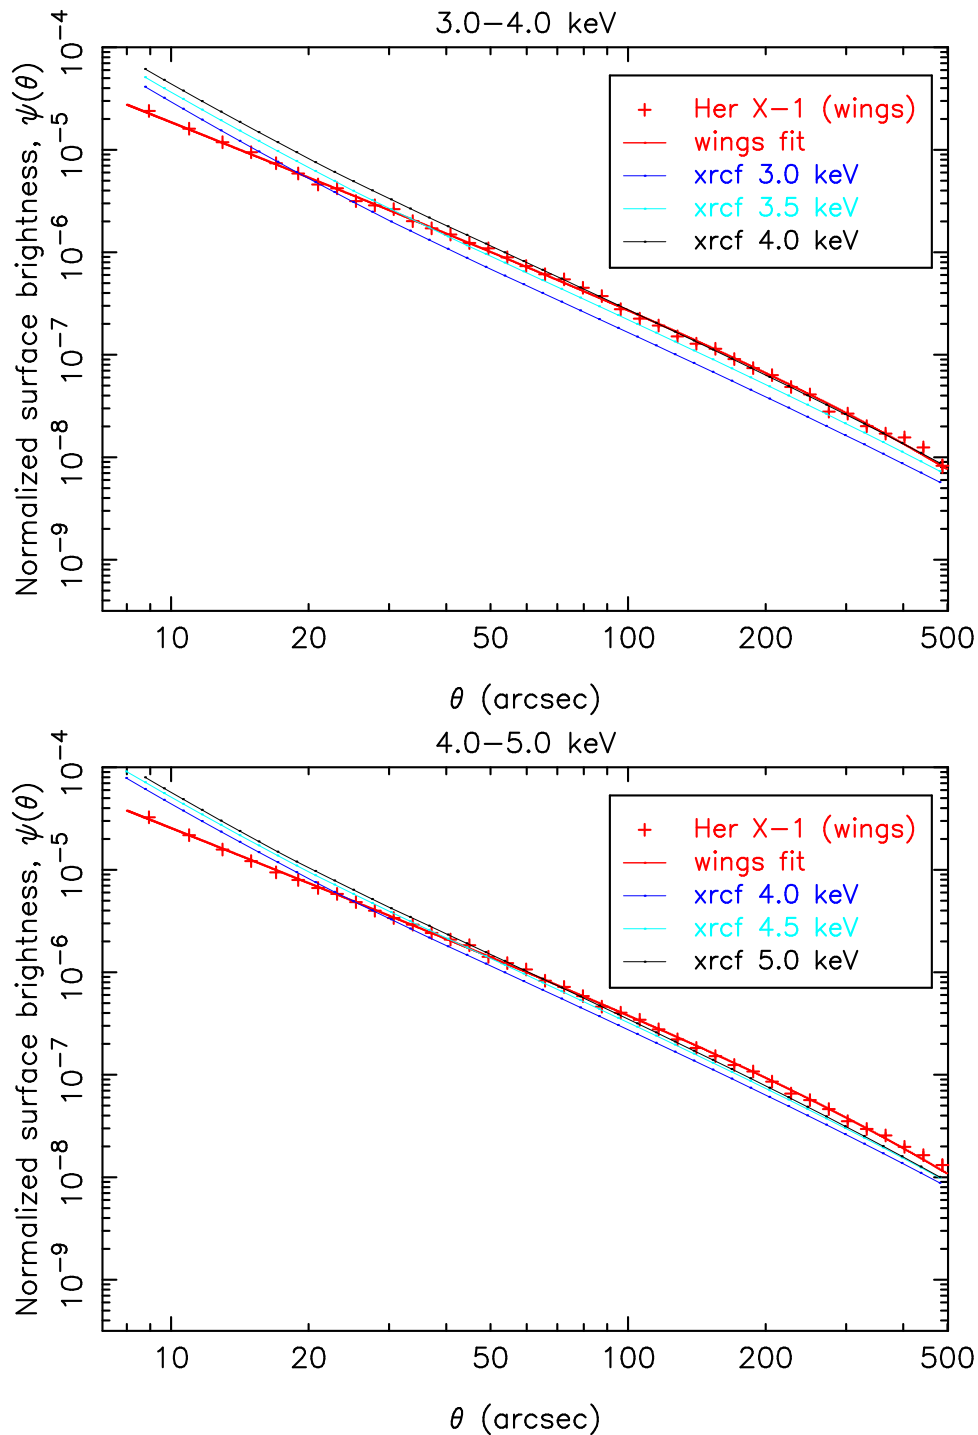 3.0−4.0 keV
Normalized surface brightness, ψ(θ)
10⁻⁴
10⁻⁵
10⁻⁶
10⁻⁷
10⁻⁸
10⁻⁹
Her X−1 (wings)
wings fit
xrcf 3.0 keV
xrcf 3.5 keV
xrcf 4.0 keV
10 20 50 100 200 500
θ (arcsec)
4.0−5.0 keV
Normalized surface brightness, ψ(θ)
10⁻⁴
10⁻⁵
10⁻⁶
10⁻⁷
10⁻⁸
10⁻⁹
Her X−1 (wings)
wings fit
xrcf 4.0 keV
xrcf 4.5 keV
xrcf 5.0 keV
10 20 50 100 200 500
θ (arcsec)